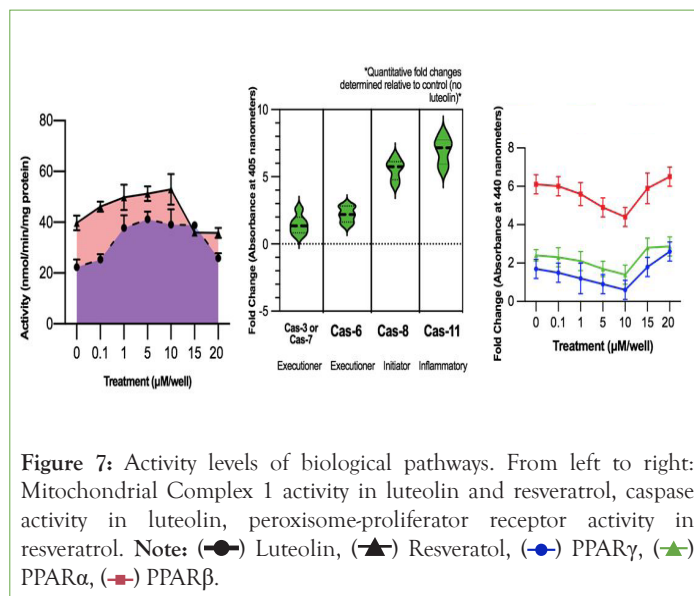 *Quantitative fold changes
determined relative to control (no
luteolin)*
80
60
40
20
0
Activity (nmol/min/mg protein)
0 0.1 1 5 10 15 20
Treatment (µM/well)
10
5
0
-5
Fold Change (Absorbance at 405 nanometers)
Cas-3 or
Cas-7
Cas-6 Cas-8 Cas-11
Executioner Executioner Initiator Inflammatory
8
6
4
2
0
Fold Change (Absorbance at 440 nanometers)
0 0.1 1 5 10 15 20
Treatment (µM/well)
Figure 7: Activity levels of biological pathways. From left to right:
Mitochondrial Complex 1 activity in luteolin and resveratrol, caspase
activity in luteolin, peroxisome-proliferator receptor activity in
resveratrol. Note: ( ) Luteolin, ( ) Resveratol, ( ) PPARγ, ( )
PPARα, ( ) PPARβ.